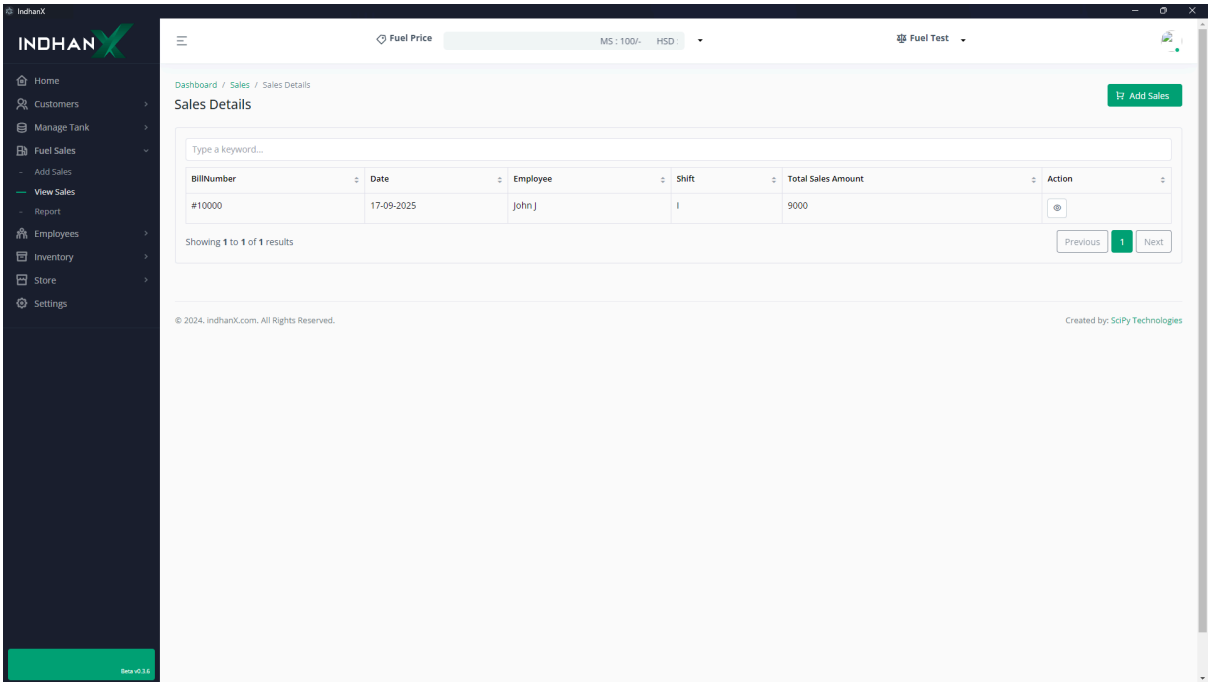 IndhanX
INDHANX
Home
Customers
Manage Tank
Fuel Sales
- Add Sales
— View Sales
- Report
Employees
Inventory
Store
Settings
Beta v0.3.6
Fuel Price
MS : 100/- HSD :
Fuel Test
Dashboard / Sales / Sales Details
Sales Details
Add Sales
Type a keyword...
BillNumber Date Employee Shift Total Sales Amount Action
#10000 17-09-2025 John J I 9000
Showing 1 to 1 of 1 results
Previous 1 Next
© 2024. indhanX.com. All Rights Reserved.
Created by: SciPy Technologies